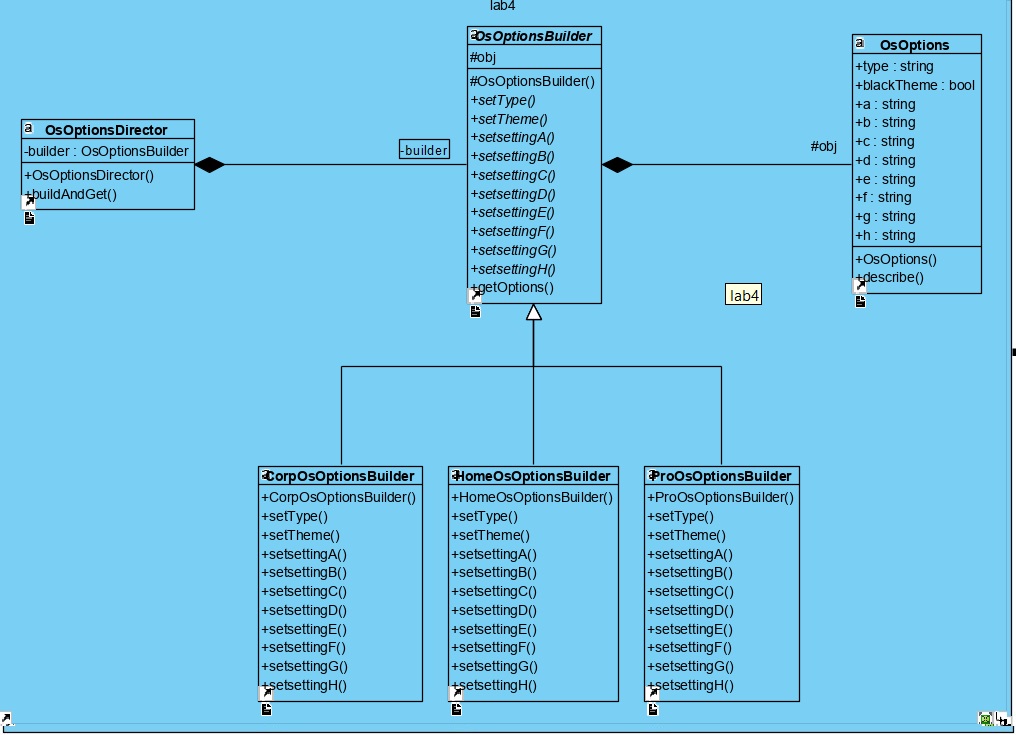 lab4
OsOptionsBuilder
#obj
#OsOptionsBuilder()
+setType()
+setTheme()
+setsettingA()
+setsettingB()
+setsettingC()
+setsettingD()
+setsettingE()
+setsettingF()
+setsettingG()
+setsettingH()
+getOptions()
OsOptions
+type : string
+blackTheme : bool
+a : string
+b : string
+c : string
+d : string
+e : string
+f : string
+g : string
+h : string
+OsOptions()
+describe()
OsOptionsDirector
-builder : OsOptionsBuilder
+OsOptionsDirector()
+buildAndGet()
-builder
#obj
lab4
CorpOsOptionsBuilder
+CorpOsOptionsBuilder()
+setType()
+setTheme()
+setsettingA()
+setsettingB()
+setsettingC()
+setsettingD()
+setsettingE()
+setsettingF()
+setsettingG()
+setsettingH()
HomeOsOptionsBuilder
+HomeOsOptionsBuilder()
+setType()
+setTheme()
+setsettingA()
+setsettingB()
+setsettingC()
+setsettingD()
+setsettingE()
+setsettingF()
+setsettingG()
+setsettingH()
ProOsOptionsBuilder
+ProOsOptionsBuilder()
+setType()
+setTheme()
+setsettingA()
+setsettingB()
+setsettingC()
+setsettingD()
+setsettingE()
+setsettingF()
+setsettingG()
+setsettingH()